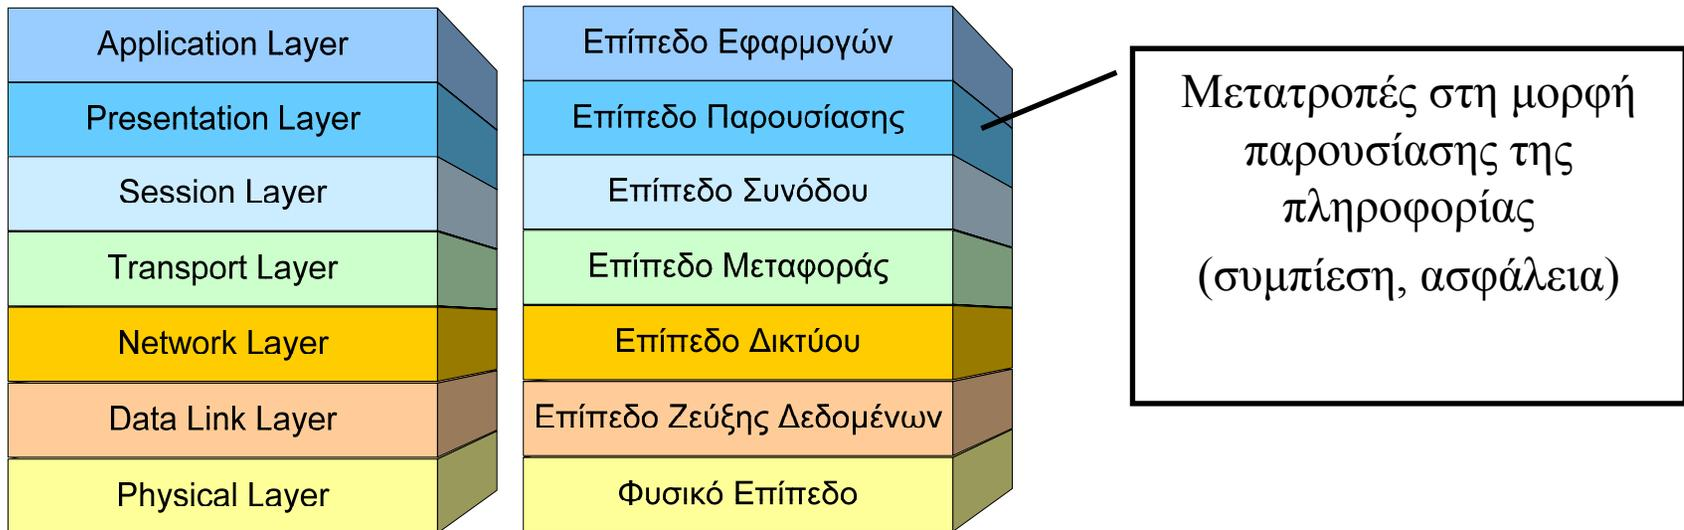 Application Layer
Presentation Layer
Session Layer
Transport Layer
Network Layer
Data Link Layer
Physical Layer
Επίπεδο Εφαρμογών
Επίπεδο Παρουσίασης
Επίπεδο Συνόδου
Επίπεδο Μεταφοράς
Επίπεδο Δικτύου
Επίπεδο Ζεύξης Δεδομένων
Φυσικό Επίπεδο
Μετατροπές στη μορφή
παρουσίασης της
πληροφορίας
(συμπίεση, ασφάλεια)